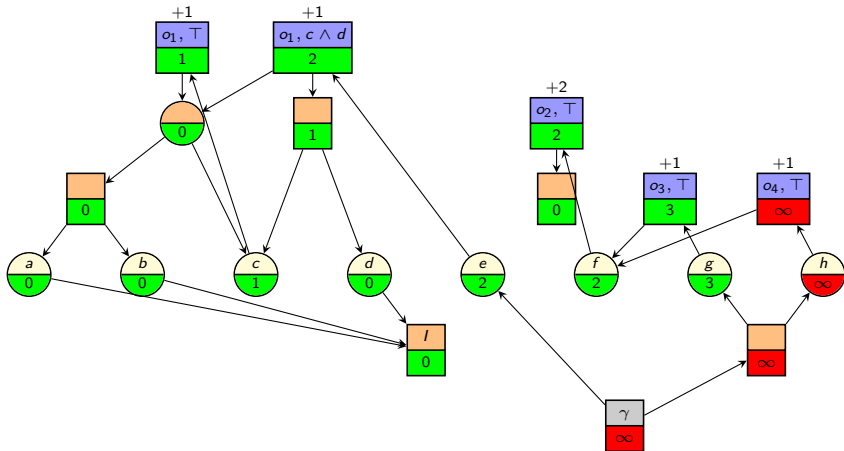 +1 +1
o₁, ⊤ o₁, c ∧ d
1 2
+2
o₂, ⊤
0 1 2
+1 +1
o₃, ⊤ o₄, ⊤
0 0 3 ∞
a b c d e f g h
0 0 1 0 2 2 3 ∞
I
0 ∞
γ
∞